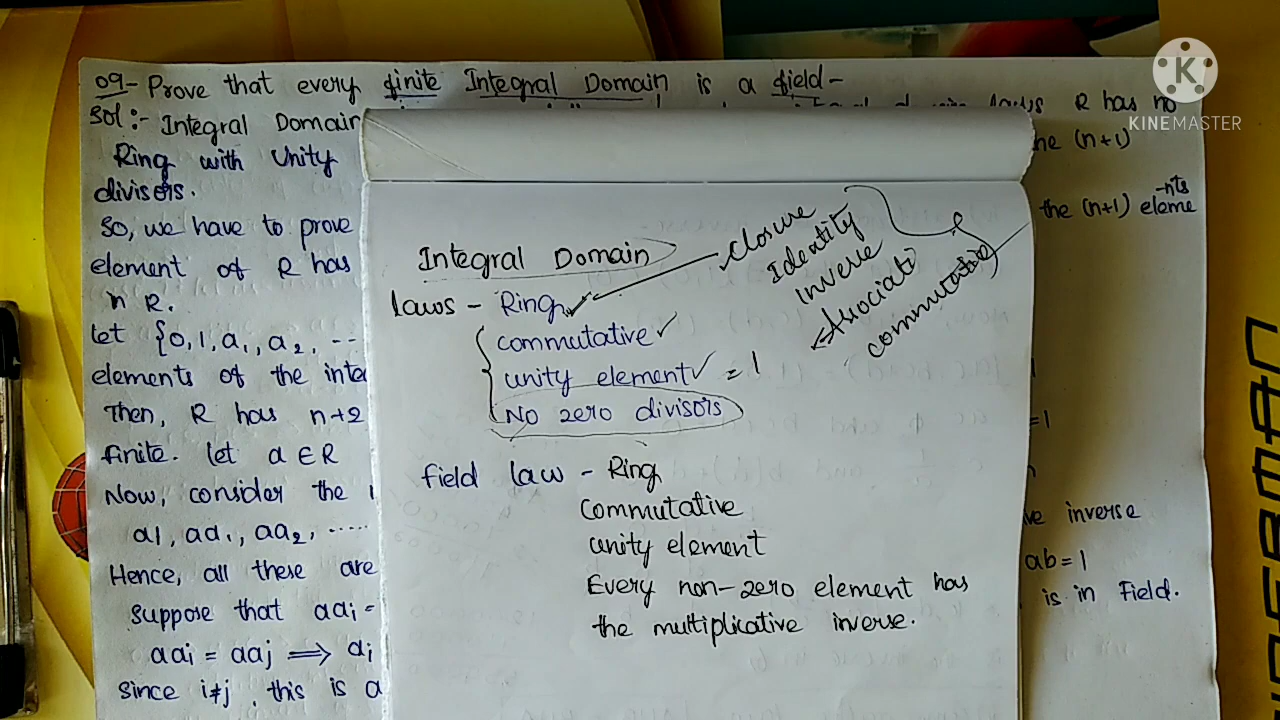 09- Prove that every finite Integral Domain is a field-
Sol:- Integral Domain
R has no
Ring with Unity
the (n+1)
divisors.
So, we have to prove
the (n+1) eleme-nts
element of R has
n R.
let {0, 1, a1, a2, ---
elements of the inte
=1
Then, R has n+2
finite. let a ∈ R
Now, consider the
ve inverse
a1, aa1, aa2, .....
ab=1
Hence, all these are
is in Field.
Suppose that aai =
aai = aaj ⟹ ai
Since i≠j, this is a
Integral Domain
laws - Ring ✓
commutative ✓
unity element ✓ = 1
No zero divisors
closure
Identity
inverse
Associati
commutative
field law - Ring
Commutative
unity element
Every non-zero element has
the multiplicative inverse.
KINEMASTER